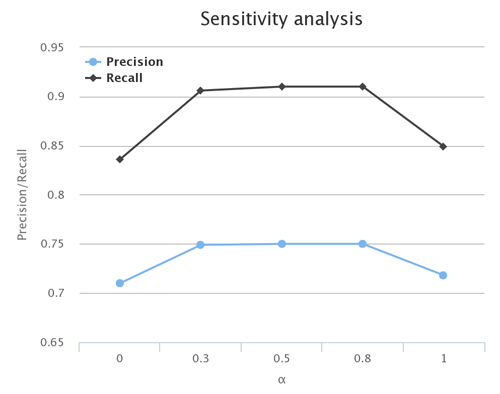 Sensitivity analysis
0.95
Precision
Recall
0.9
0.85
0.8
0.75
0.7
0.65
Precision/Recall
0 0.3 0.5 0.8 1
α